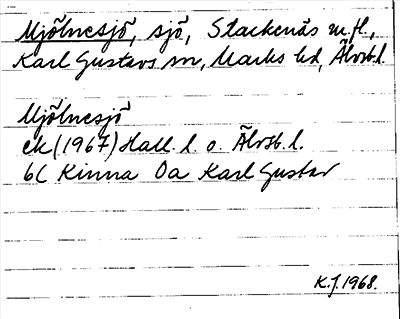 Mjölnesjö, sjö, Stackenäs m.fl.,
Karl Gustavs sn, Marks hd, Älvsb.l.
Mjölnesjö
ek (1967) Hall. l. o. Älvsb. l.
6C Kinna 0a Karl Gustav
K.J. 1968.